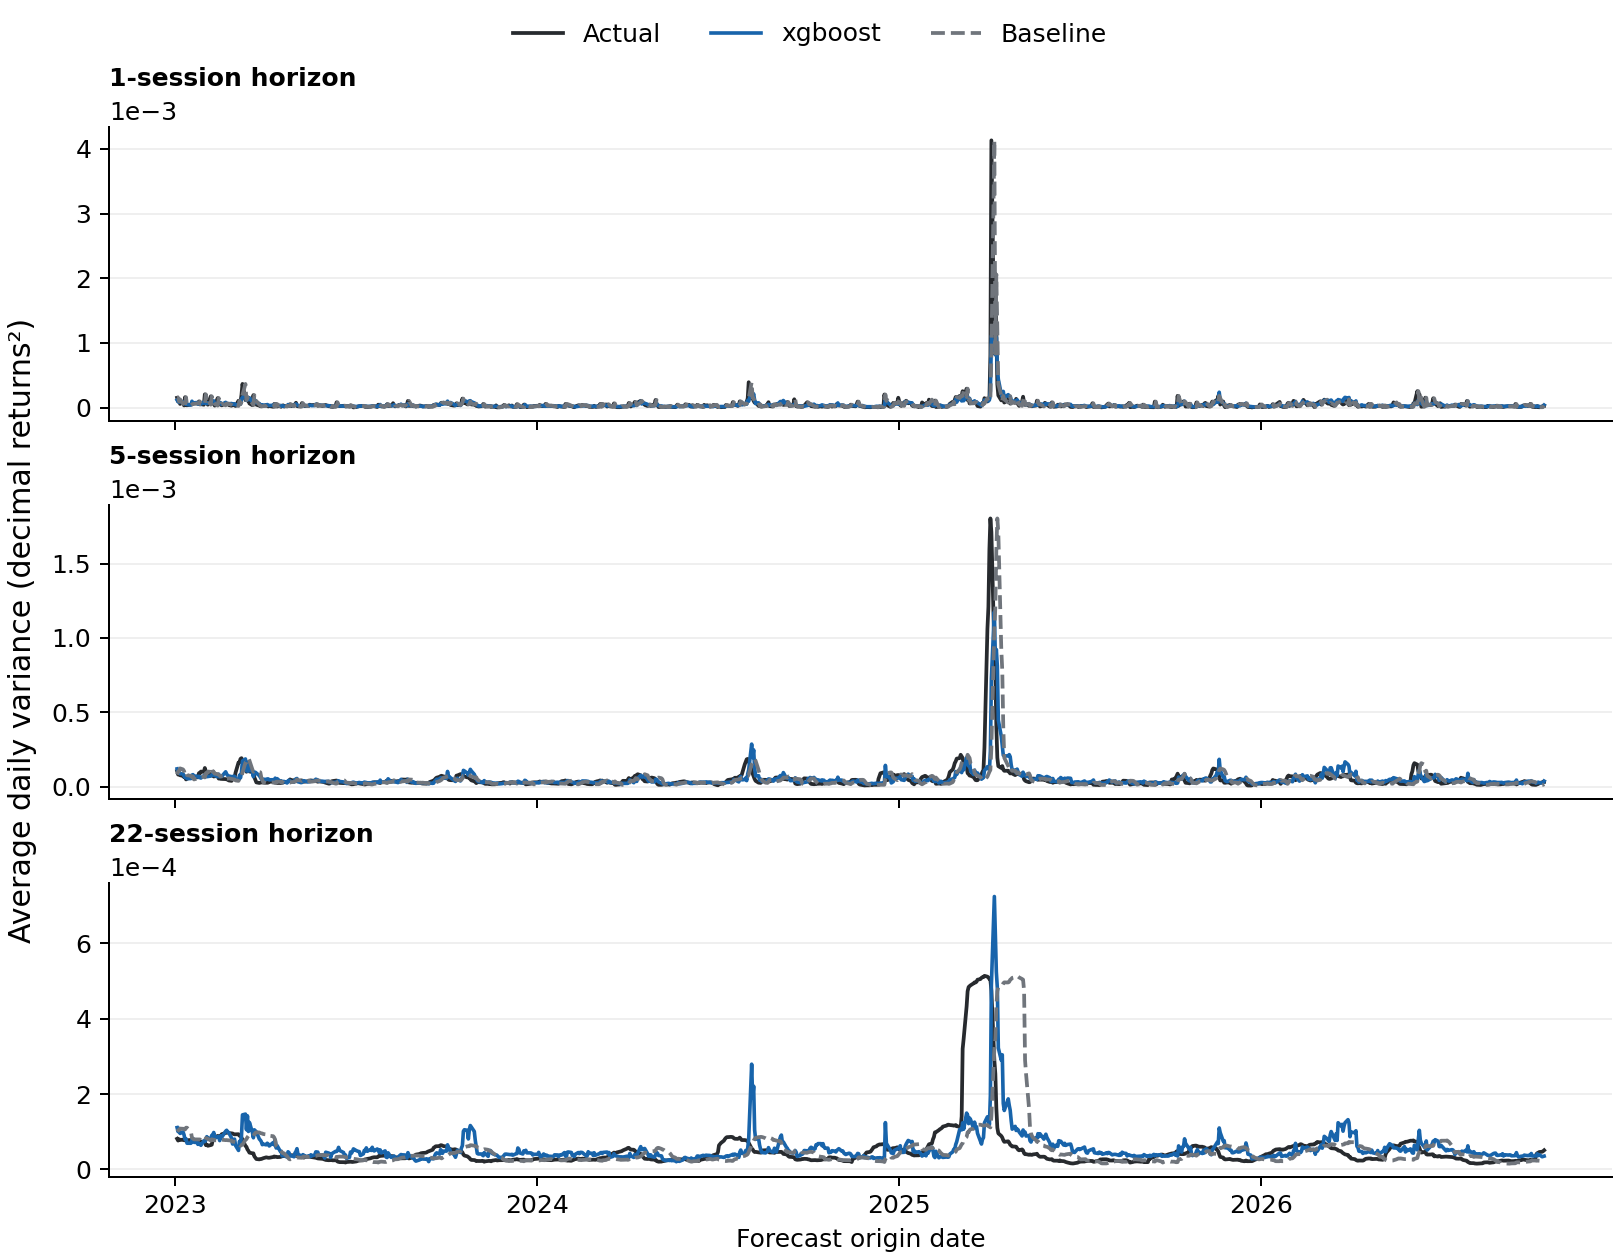 Actual xgboost Baseline
1-session horizon
1e−3
4
3
2
1
0
5-session horizon
1e−3
1.5
1.0
0.5
0.0
22-session horizon
1e−4
6
4
2
0
2023 2024 2025 2026
Forecast origin date
Average daily variance (decimal returns²)